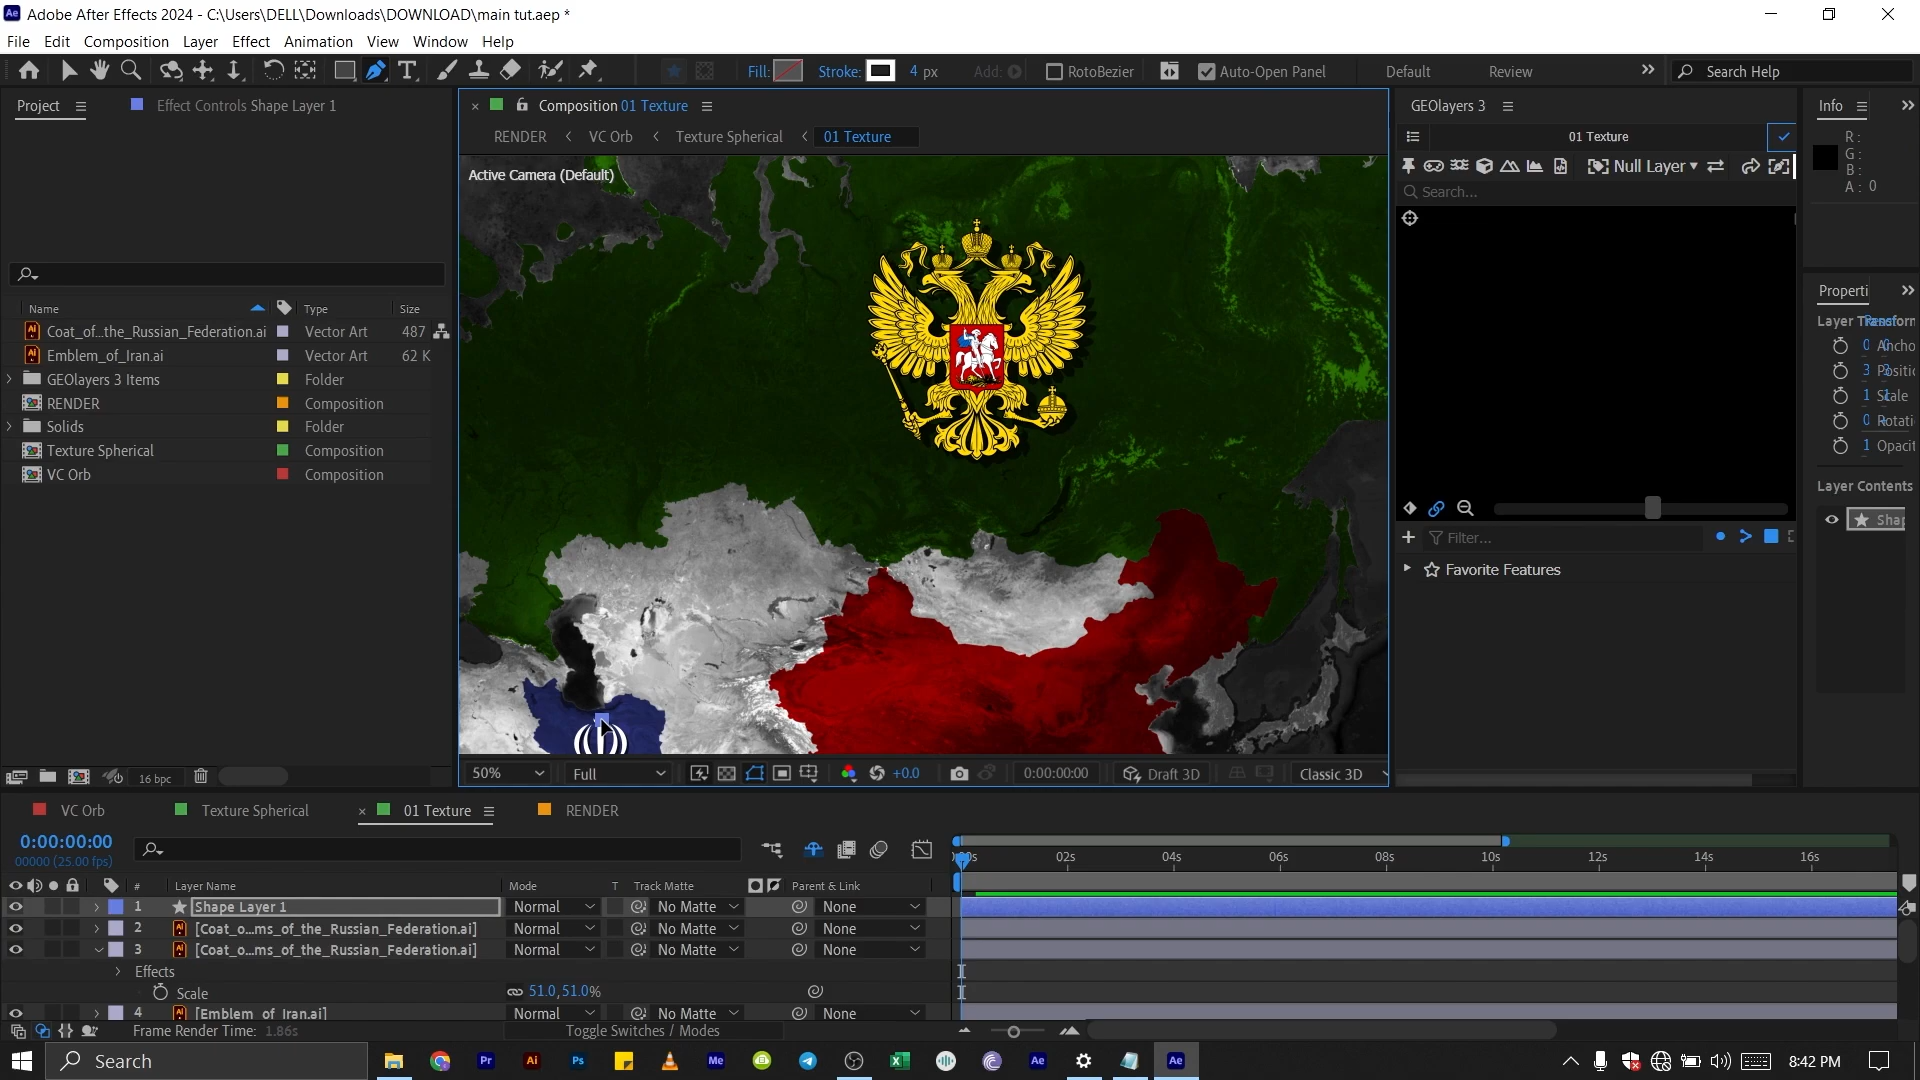 Adobe After Effects 2024 - C:\Users\DELL\Downloads\DOWNLOAD\main tut.aep *
File Edit Composition Layer Effect Animation View Window Help
Fill: Stroke: 4 px Add: RotoBezier Auto-Open Panel Default Review Search Help
Project Effect Controls Shape Layer 1
Composition 01 Texture
RENDER VC Orb Texture Spherical 01 Texture
Active Camera (Default)
GEOlayers 3
01 Texture
Null Layer
Search...
Filter...
Favorite Features
Info
R:
G:
B:
A: 0
Properti
Layer Transform
0 Ancho
3 Positic
1 Scale
0 Rotati
1 Opacit
Layer Contents
Shap
Name Type Size
Coat_of...the_Russian_Federation.ai Vector Art 487
Emblem_of_Iran.ai Vector Art 62 K
GEOlayers 3 Items Folder
RENDER Composition
Solids Folder
Texture Spherical Composition
VC Orb Composition
16 bpc
50% Full +0.0 0:00:00:00 Draft 3D Classic 3D
VC Orb Texture Spherical 01 Texture RENDER
0:00:00:00
00000 (25.00 fps)
02s 04s 06s 08s 10s 12s 14s 16s
# Layer Name Mode T Track Matte Parent & Link
1 Shape Layer 1 Normal No Matte None
2 [Coat_o...ms_of_the_Russian_Federation.ai] Normal No Matte None
3 [Coat_o...ms_of_the_Russian_Federation.ai] Normal No Matte None
Effects
Scale 51.0,51.0%
4 [Emblem_of_Iran.ai] Normal No Matte None
Frame Render Time: 1.86s Toggle Switches / Modes
Search 8:42 PM